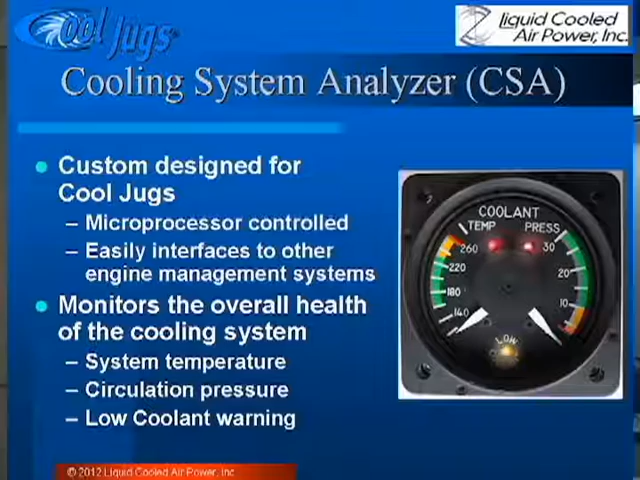 Cool Jugs
Liquid Cooled
Air Power, Inc.
Cooling System Analyzer (CSA)
Custom designed for
Cool Jugs
– Microprocessor controlled
– Easily interfaces to other
engine management systems
Monitors the overall health
of the cooling system
– System temperature
– Circulation pressure
– Low Coolant warning
COOLANT
TEMP PRESS
260 30
220 20
180 10
140
LOW
© 2012 Liquid Cooled Air Power, Inc